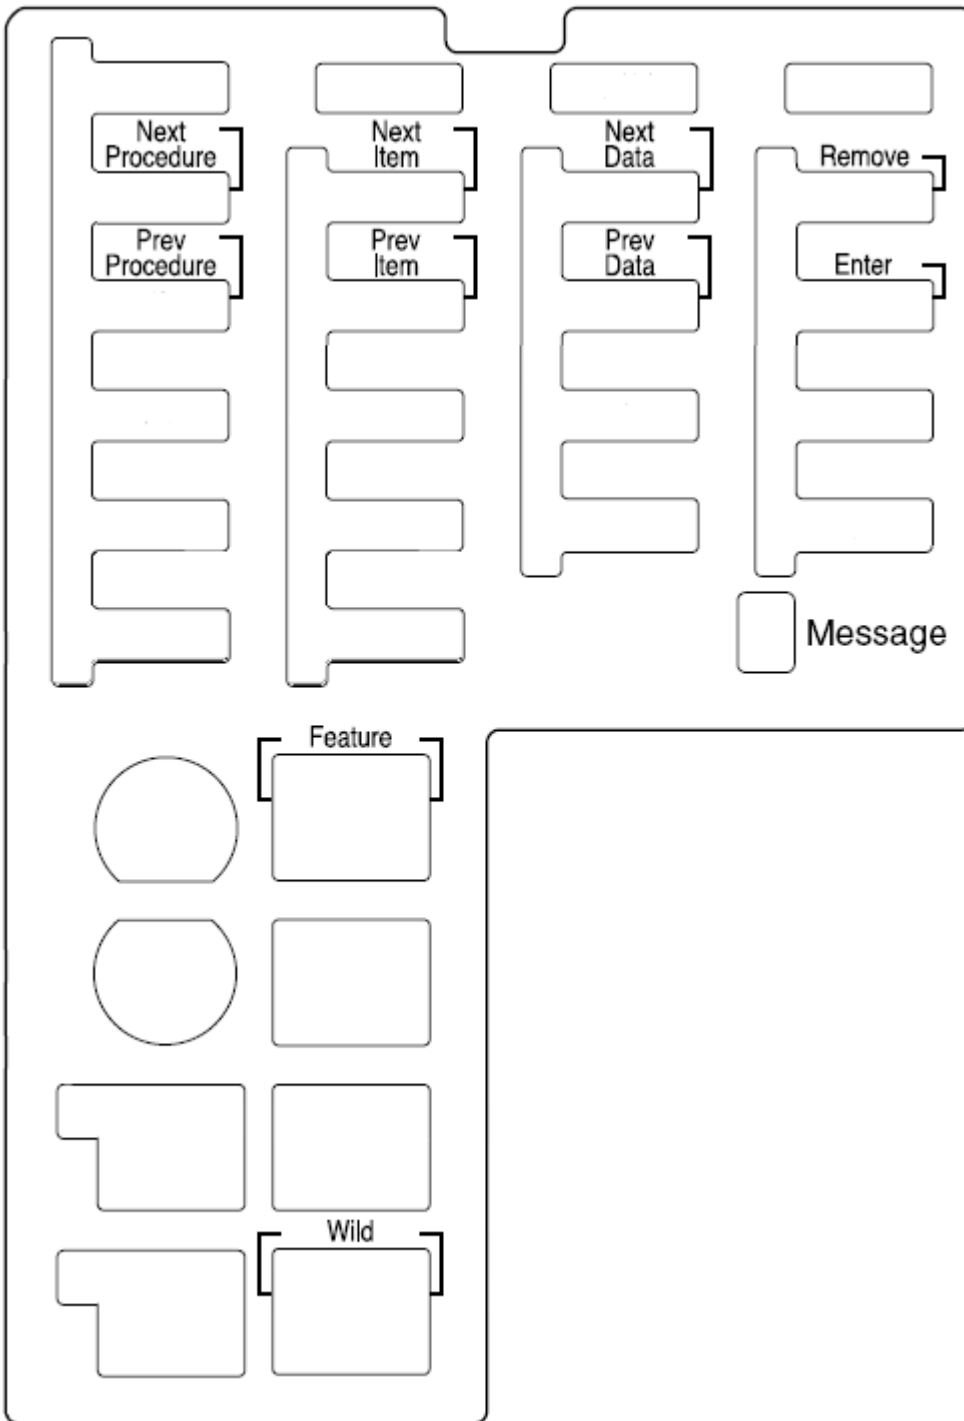 Next
Procedure
Next
Item
Next
Data
Remove
Prev
Procedure
Prev
Item
Prev
Data
Enter
Message
Feature
Wild